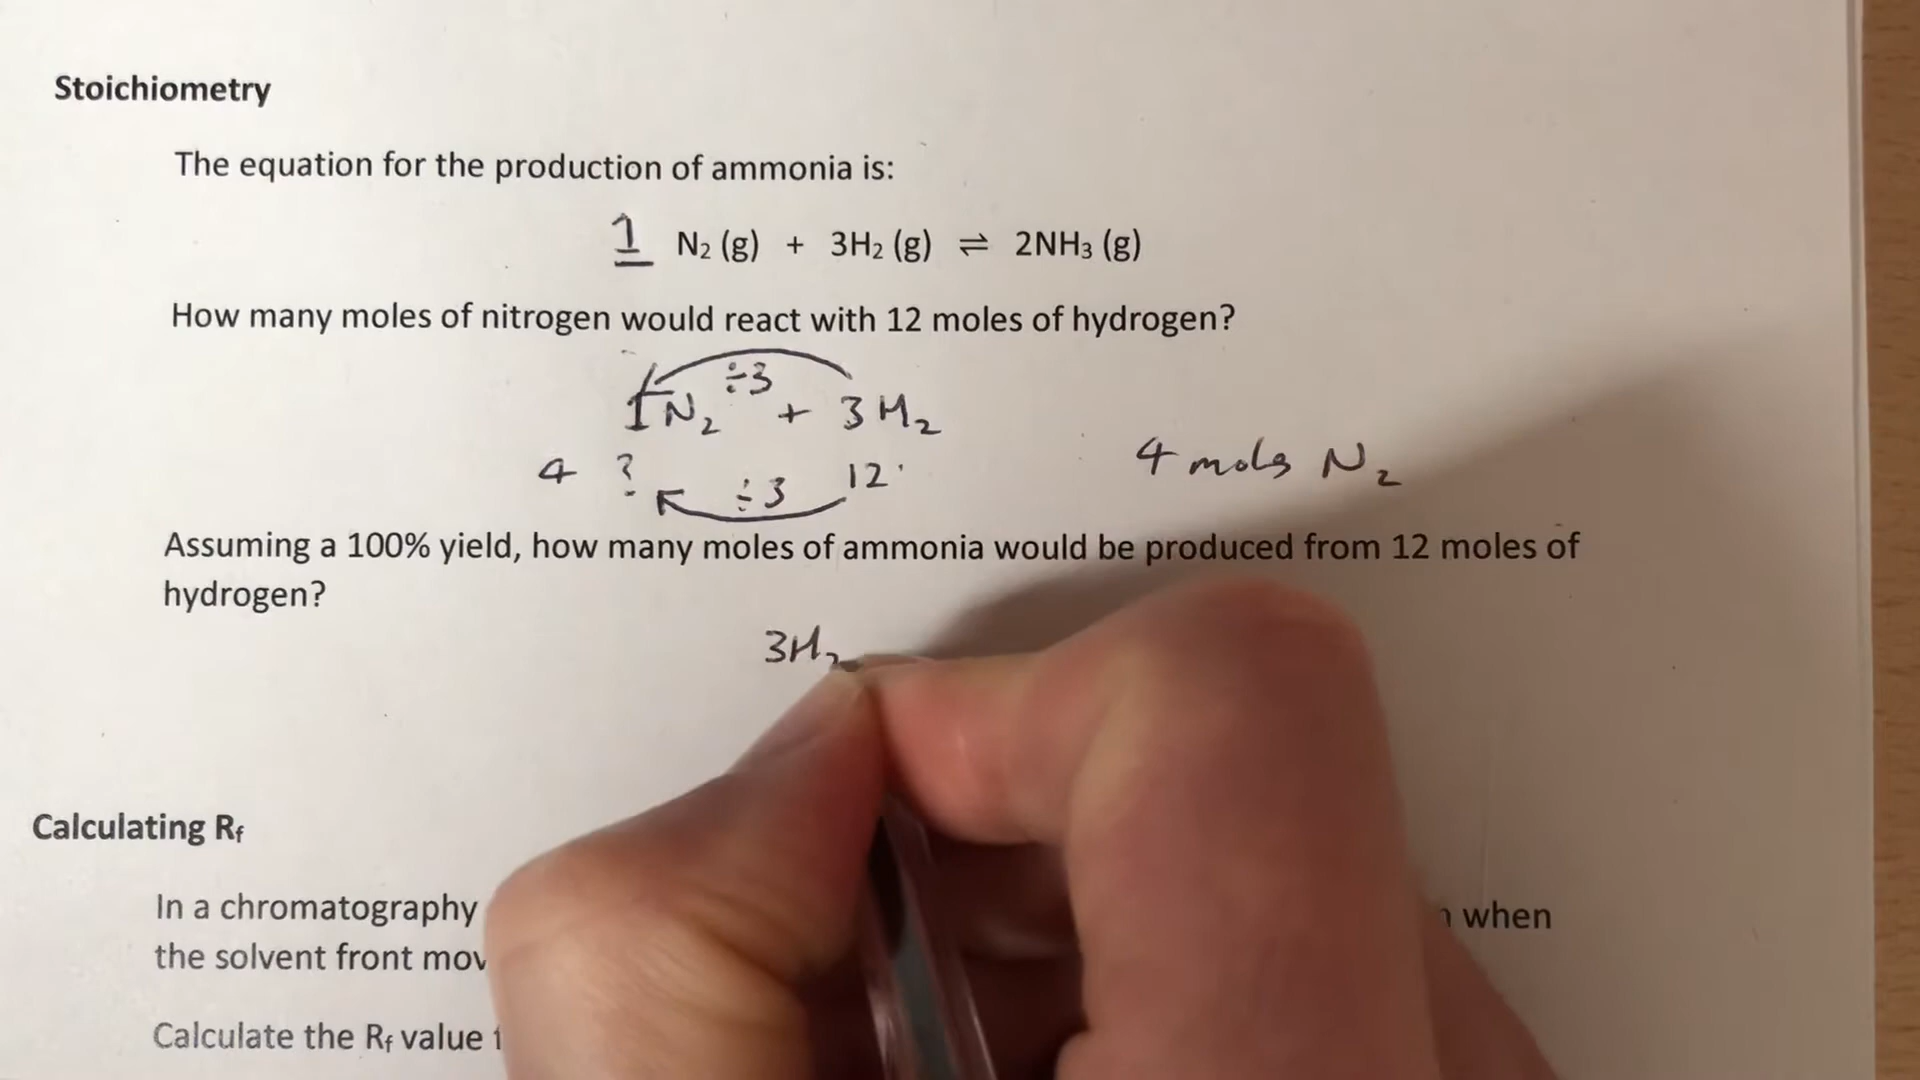 Stoichiometry
The equation for the production of ammonia is:
1 N₂ (g) + 3H₂ (g) ⇌ 2NH₃ (g)
How many moles of nitrogen would react with 12 moles of hydrogen?
÷3
1N₂ + 3H₂
4 ? ÷3 12
4 mols N₂
Assuming a 100% yield, how many moles of ammonia would be produced from 12 moles of
hydrogen?
3H₂
Calculating Rf
In a chromatography when
the solvent front
Calculate the Rf value